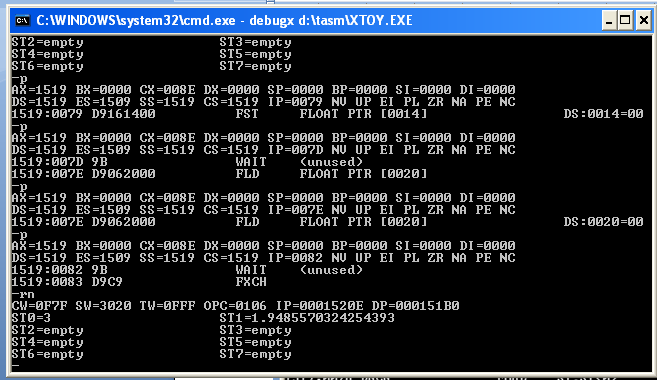 C:\WINDOWS\system32\cmd.exe - debugx d:\tasm\XTOY.EXE
ST2=empty ST3=empty
ST4=empty ST5=empty
ST6=empty ST7=empty
-p
AX=1519 BX=0000 CX=008E DX=0000 SP=0000 BP=0000 SI=0000 DI=0000
DS=1519 ES=1509 SS=1519 CS=1519 IP=0079 NV UP EI PL ZR NA PE NC
1519:0079 D9161400 FST FLOAT PTR [0014] DS:0014=00
-p
AX=1519 BX=0000 CX=008E DX=0000 SP=0000 BP=0000 SI=0000 DI=0000
DS=1519 ES=1509 SS=1519 CS=1519 IP=007D NV UP EI PL ZR NA PE NC
1519:007D 9B WAIT (unused)
1519:007E D9062000 FLD FLOAT PTR [0020]
-p
AX=1519 BX=0000 CX=008E DX=0000 SP=0000 BP=0000 SI=0000 DI=0000
DS=1519 ES=1509 SS=1519 CS=1519 IP=007E NV UP EI PL ZR NA PE NC
1519:007E D9062000 FLD FLOAT PTR [0020] DS:0020=00
-p
AX=1519 BX=0000 CX=008E DX=0000 SP=0000 BP=0000 SI=0000 DI=0000
DS=1519 ES=1509 SS=1519 CS=1519 IP=0082 NV UP EI PL ZR NA PE NC
1519:0082 9B WAIT (unused)
1519:0083 D9C9 FXCH
-rn
CW=0F7F SW=3020 TW=0FFF OPC=0106 IP=0001520E DP=000151B0
ST0=3 ST1=1.9485570324254393
ST2=empty ST3=empty
ST4=empty ST5=empty
ST6=empty ST7=empty
-